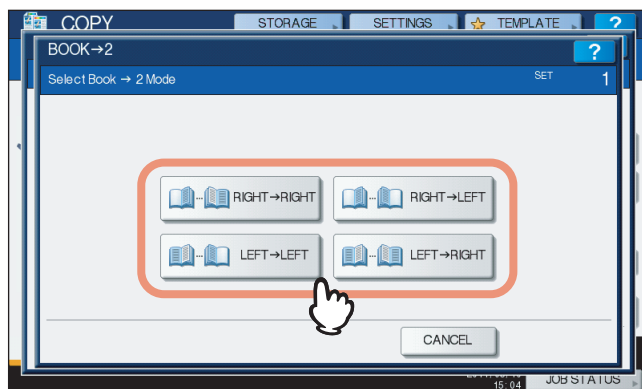 COPY STORAGE SETTINGS TEMPLATE ?
BOOK→2 ?
Select Book → 2 Mode SET 1
RIGHT→RIGHT RIGHT→LEFT
LEFT→LEFT LEFT→RIGHT
CANCEL
15:04 JOB STATUS